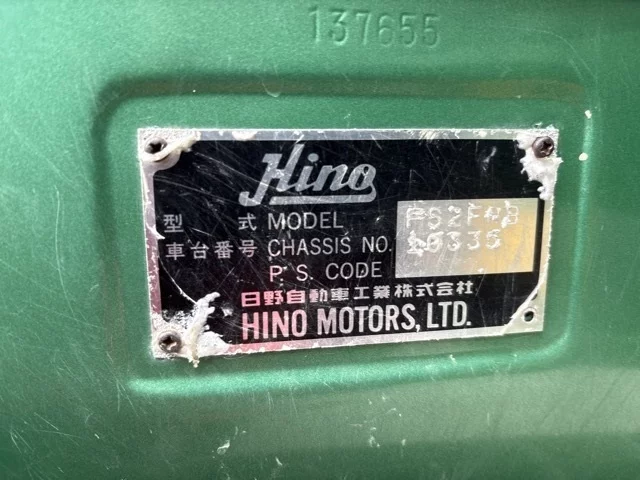 137655
Hino
型 式 MODEL
車台番号 CHASSIS NO. 10335
P. S. CODE
日野自動車工業株式会社
HINO MOTORS, LTD.